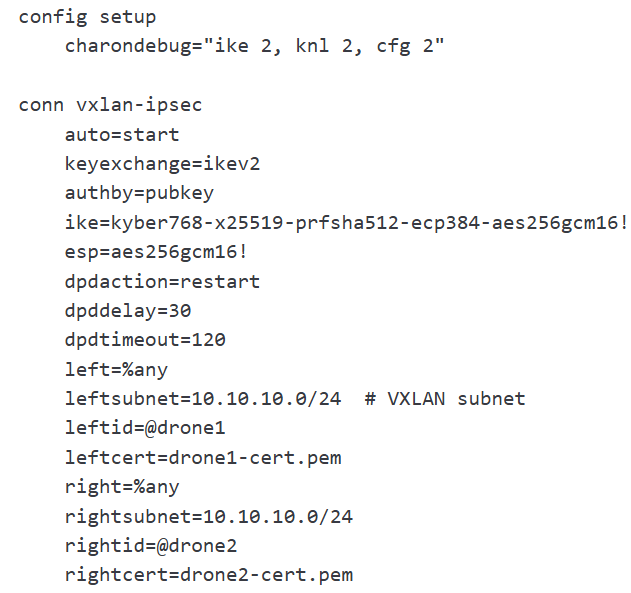 config setup
    charondebug="ike 2, knl 2, cfg 2"

conn vxlan-ipsec
    auto=start
    keyexchange=ikev2
    authby=pubkey
    ike=kyber768-x25519-prfsha512-ecp384-aes256gcm16!
    esp=aes256gcm16!
    dpdaction=restart
    dpddelay=30
    dpdtimeout=120
    left=%any
    leftsubnet=10.10.10.0/24  # VXLAN subnet
    leftid=@drone1
    leftcert=drone1-cert.pem
    right=%any
    rightsubnet=10.10.10.0/24
    rightid=@drone2
    rightcert=drone2-cert.pem